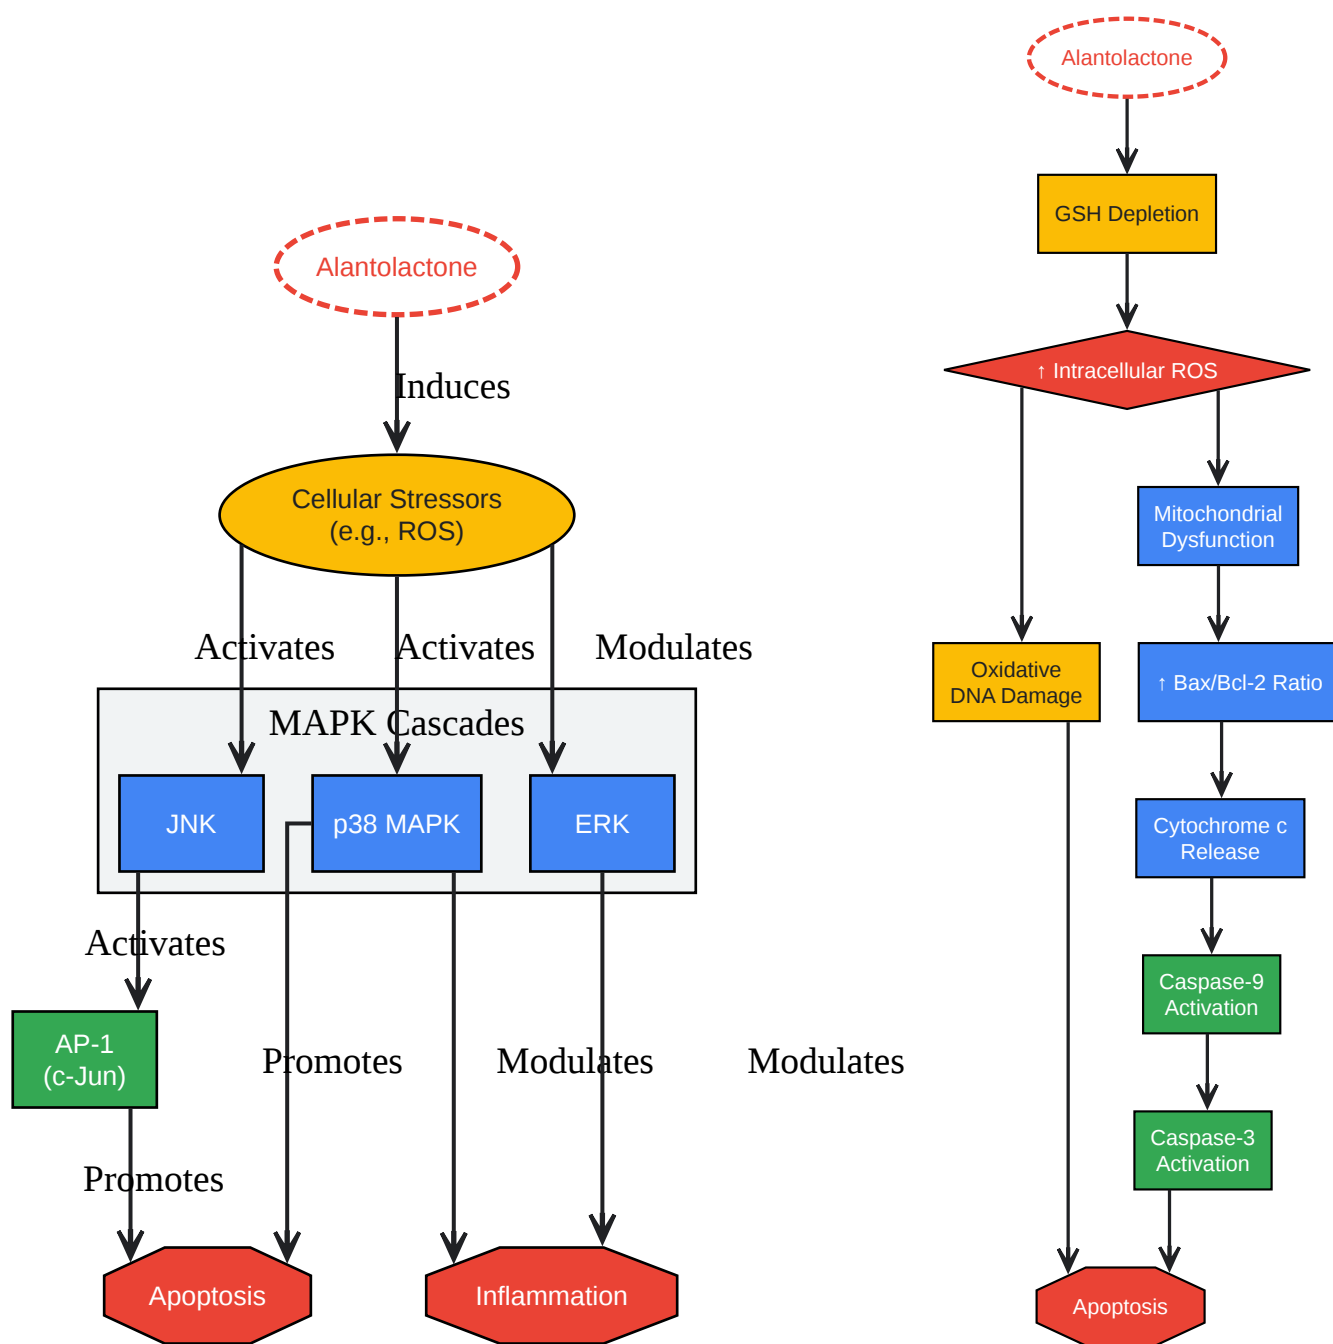 Alantolactone
Induces
Cellular Stressors
(e.g., ROS)
Activates
Activates
Modulates
MAPK Cascades
JNK
p38 MAPK
ERK
Activates
AP-1
(c-Jun)
Promotes
Modulates
Modulates
Promotes
Apoptosis
Inflammation
Alantolactone
GSH Depletion
↑ Intracellular ROS
Mitochondrial
Dysfunction
Oxidative
DNA Damage
↑ Bax/Bcl-2 Ratio
Cytochrome c
Release
Caspase-9
Activation
Caspase-3
Activation
Apoptosis